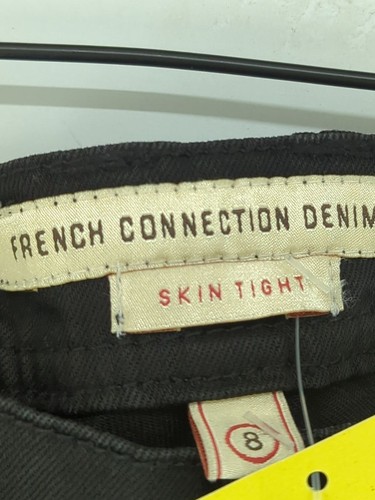 FRENCH CONNECTION DENIM
SKIN TIGHT
8